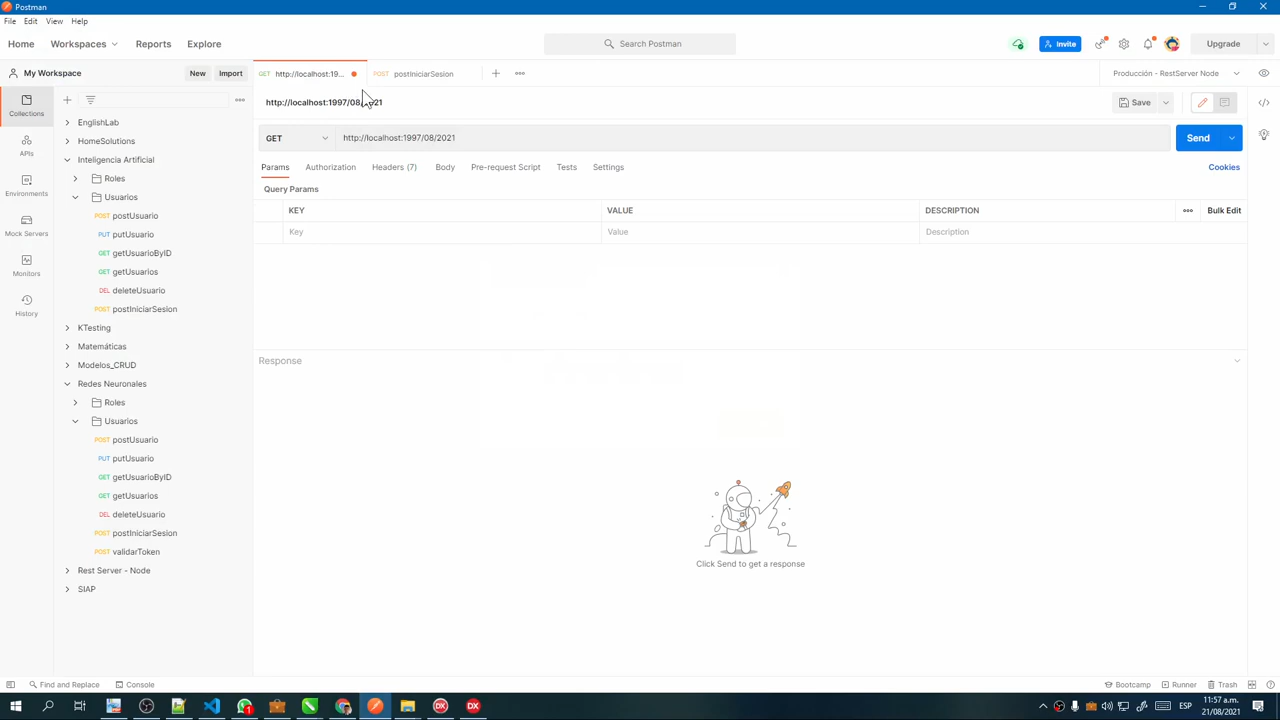 Postman
File Edit View Help
Home Workspaces Reports Explore Search Postman Invite Upgrade
My Workspace New Import GET http://localhost:19... POST postIniciarSesion Producción - RestServer Node
Collections
APIs
Environments
Mock Servers
Monitors
History
EnglishLab
HomeSolutions
Inteligencia Artificial
Roles
Usuarios
POST postUsuario
PUT putUsuario
GET getUsuarioByID
GET getUsuarios
DEL deleteUsuario
POST postIniciarSesion
KTesting
Matemáticas
Modelos_CRUD
Redes Neuronales
Roles
Usuarios
POST postUsuario
PUT putUsuario
GET getUsuarioByID
GET getUsuarios
DEL deleteUsuario
POST postIniciarSesion
POST validarToken
Rest Server - Node
SIAP
http://localhost:1997/08/2021 Save
GET http://localhost:1997/08/2021 Send
Params Authorization Headers (7) Body Pre-request Script Tests Settings Cookies
Query Params
KEY VALUE DESCRIPTION Bulk Edit
Key Value Description
Response
Click Send to get a response
Find and Replace Console Bootcamp Runner Trash
ESP 11:57 a.m.
21/08/2021